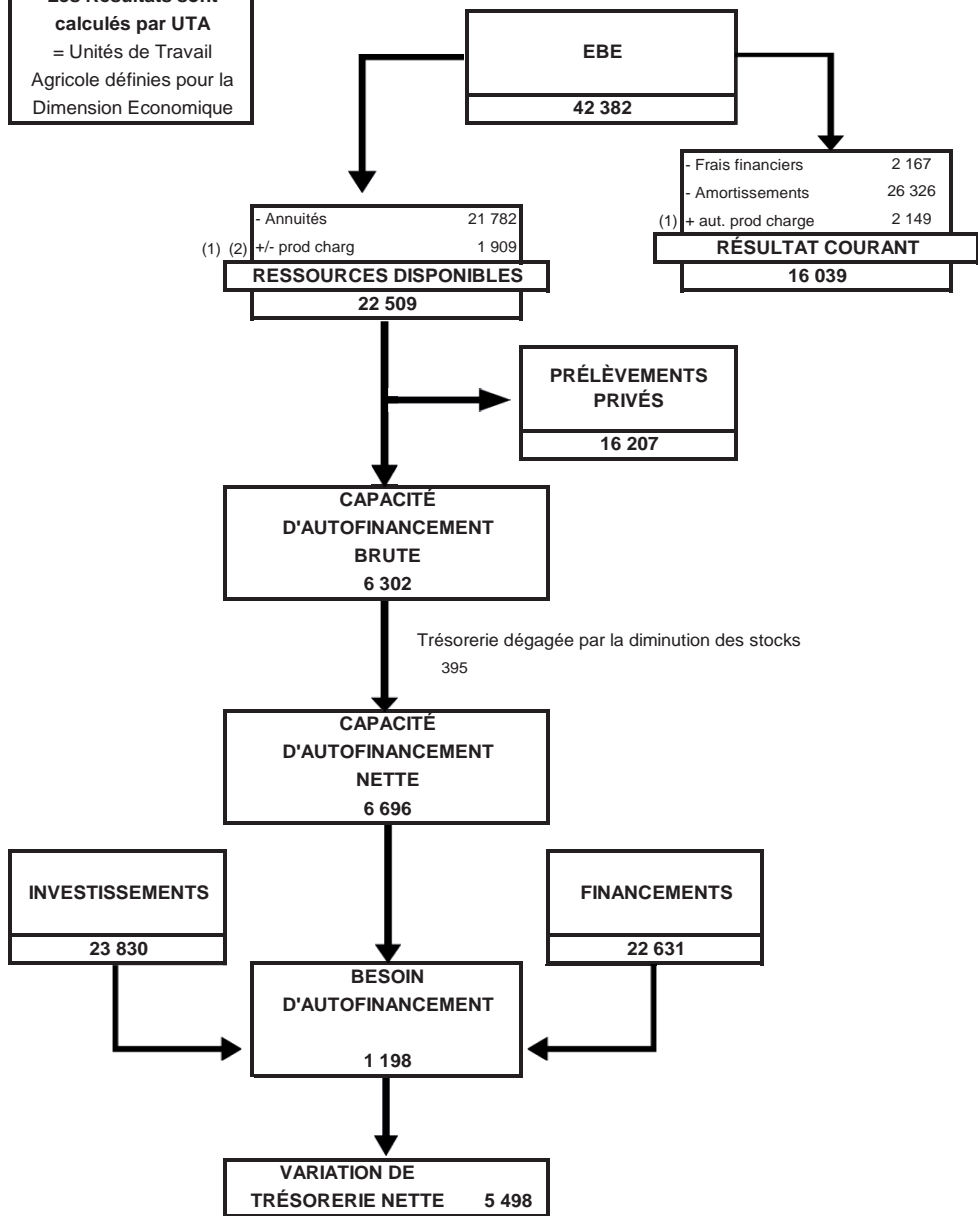 Les Résultats sont
calculés par UTA
= Unités de Travail
Agricole définies pour la
Dimension Economique
EBE
42 382
- Frais financiers 2 167
- Amortissements 26 326
(1) + aut. prod charge 2 149
RÉSULTAT COURANT
16 039
- Annuités 21 782
(1) (2) +/- prod charg 1 909
RESSOURCES DISPONIBLES
22 509
PRÉLÈVEMENTS
PRIVÉS
16 207
CAPACITÉ
D'AUTOFINANCEMENT
BRUTE
6 302
Trésorerie dégagée par la diminution des stocks
395
CAPACITÉ
D'AUTOFINANCEMENT
NETTE
6 696
INVESTISSEMENTS
23 830
FINANCEMENTS
22 631
BESOIN
D'AUTOFINANCEMENT
1 198
VARIATION DE
TRÉSORERIE NETTE 5 498